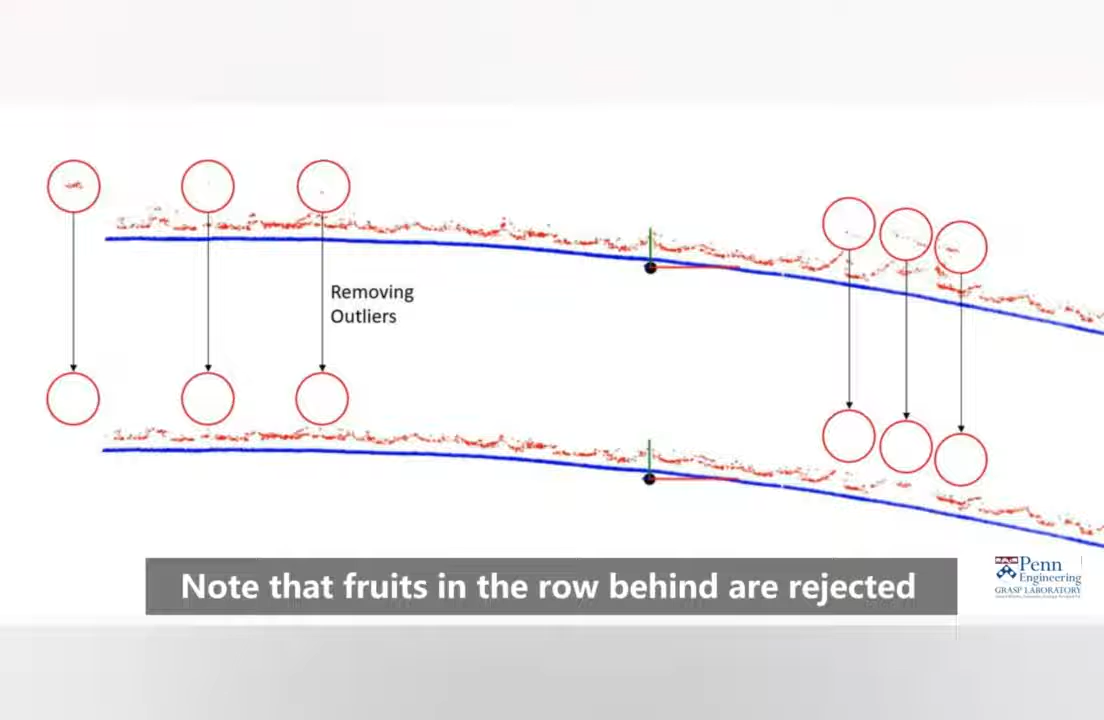 Removing
Outliers
Note that fruits in the row behind are rejected
Penn
Engineering
GRASP LABORATORY